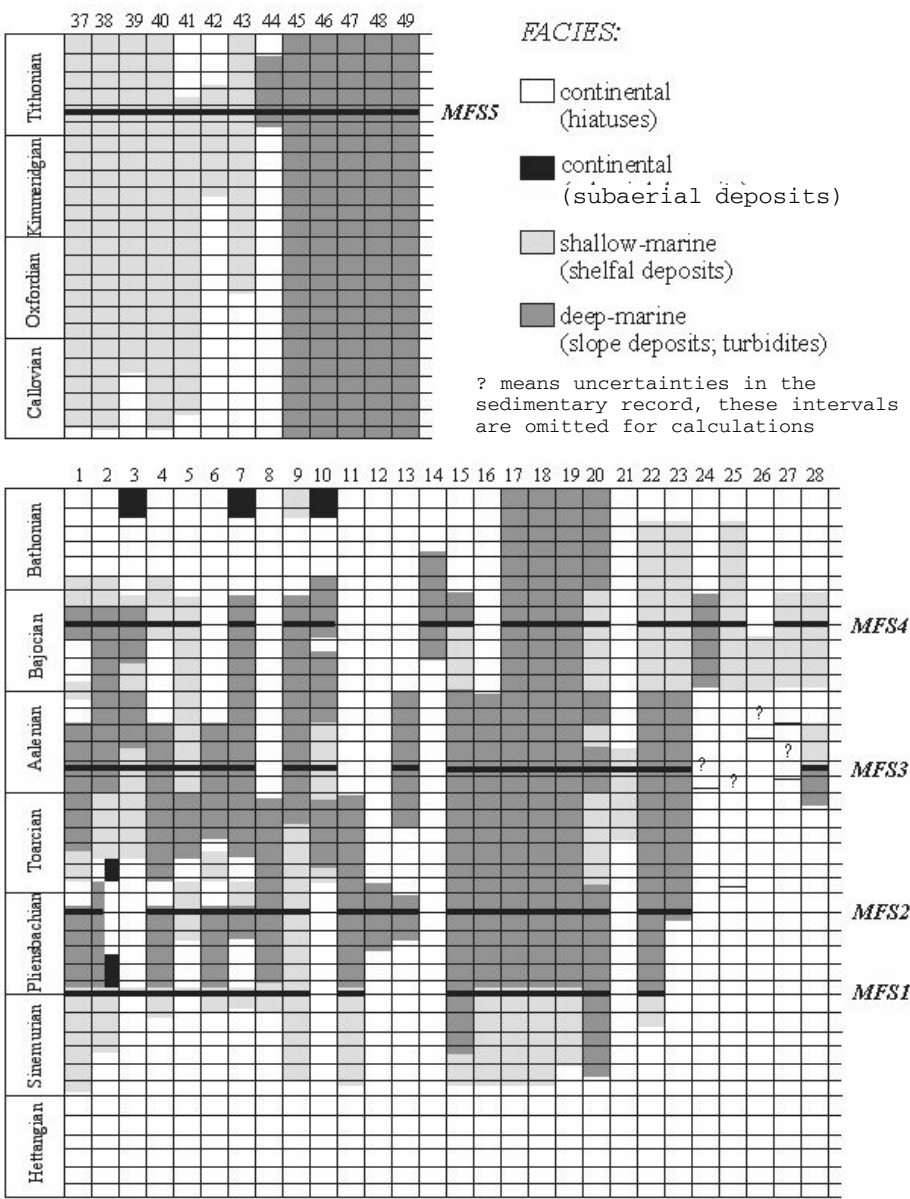 37 38 39 40 41 42 43 44 45 46 47 48 49
Tithonian
Kimmeridgian
Oxfordian
Callovian
MFS5
FACIES:
continental
(hiatuses)
continental
(subaerial deposits)
shallow-marine
(shelfal deposits)
deep-marine
(slope deposits; turbidites)
? means uncertainties in the
sedimentary record, these intervals
are omitted for calculations
1 2 3 4 5 6 7 8 9 10 11 12 13 14 15 16 17 18 19 20 21 22 23 24 25 26 27 28
Bathonian
Bajocian
Aalenian
Toarcian
Pliensbachian
Sinemurian
Hettangian
MFS4
?
?
?
?
MFS3
MFS2
MFS1